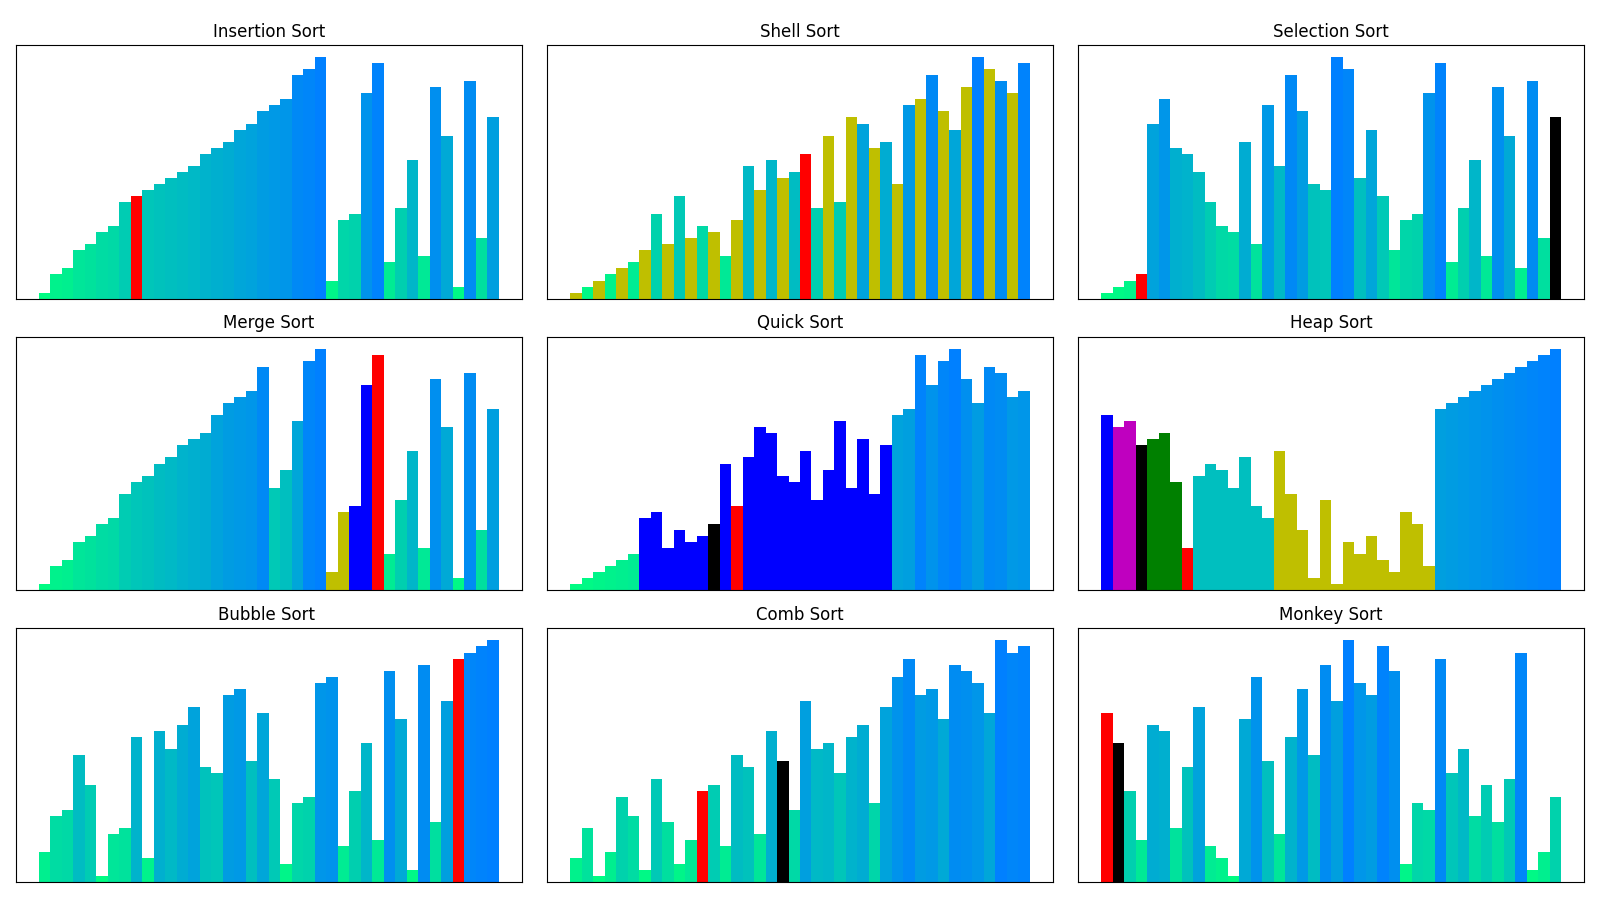 Insertion Sort
Shell Sort
Selection Sort
Merge Sort
Quick Sort
Heap Sort
Bubble Sort
Comb Sort
Monkey Sort